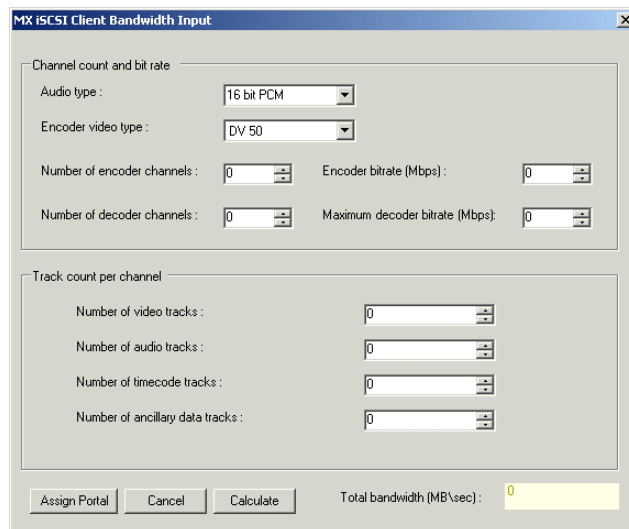 MX iSCSI Client Bandwidth Input
Channel count and bit rate
Audio type :
16 bit PCM
Encoder video type :
DV 50
Number of encoder channels :
0
Encoder bitrate (Mbps) :
0
Number of decoder channels :
0
Maximum decoder bitrate (Mbps):
0
Track count per channel
Number of video tracks :
0
Number of audio tracks :
0
Number of timecode tracks :
0
Number of ancillary data tracks :
0
Assign Portal
Cancel
Calculate
Total bandwidth (MB\sec) :
0